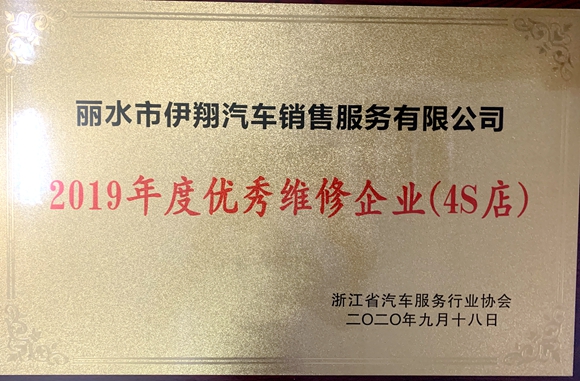 丽水市伊翔汽车销售服务有限公司
2019年度优秀维修企业(4S店)
浙江省汽车服务行业协会
二〇二〇年九月十八日